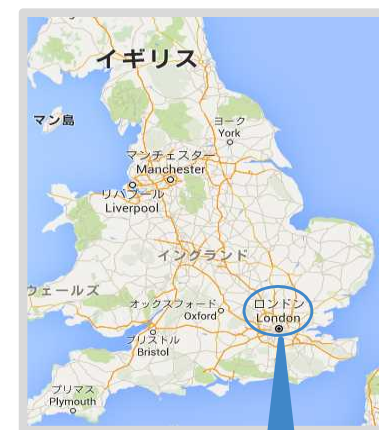 イギリス
マン島
ヨーク
York
マンチェスター
Manchester
リバプール
Liverpool
イングランド
ウェールズ
オックスフォード
Oxford
ロンドン
London
ブリストル
Bristol
プリマス
Plymouth